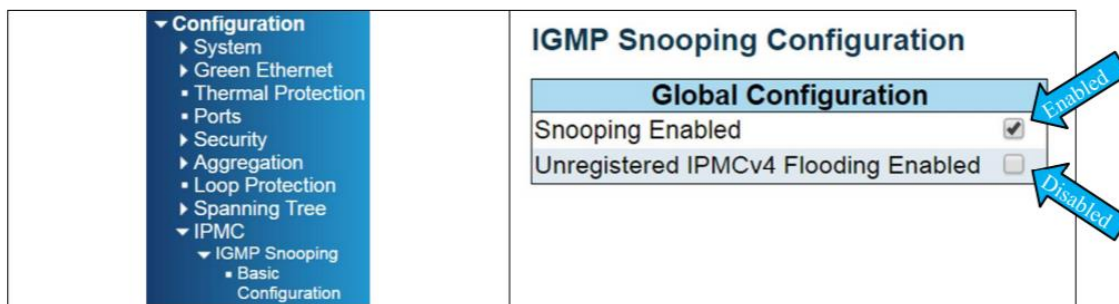 Configuration
System
Green Ethernet
Thermal Protection
Ports
Security
Aggregation
Loop Protection
Spanning Tree
IPMC
IGMP Snooping
Basic
Configuration
IGMP Snooping Configuration
Global Configuration
Snooping Enabled
Enabled
Unregistered IPMCv4 Flooding Enabled
Disabled